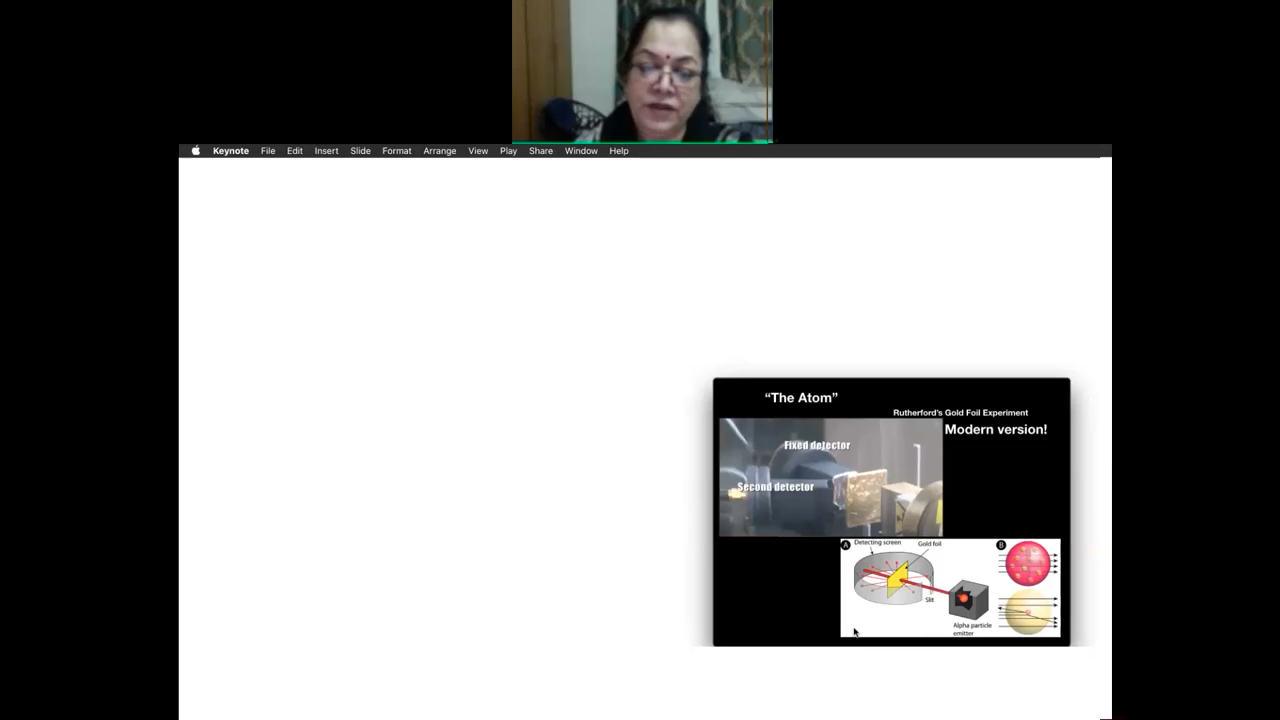 Keynote File Edit Insert Slide Format Arrange View Play Share Window Help
“The Atom”
Rutherford's Gold Foil Experiment
Modern version!
Fixed detector
Second detector
A
Detecting screen
Gold foil
Slit
Alpha particle
emitter
B